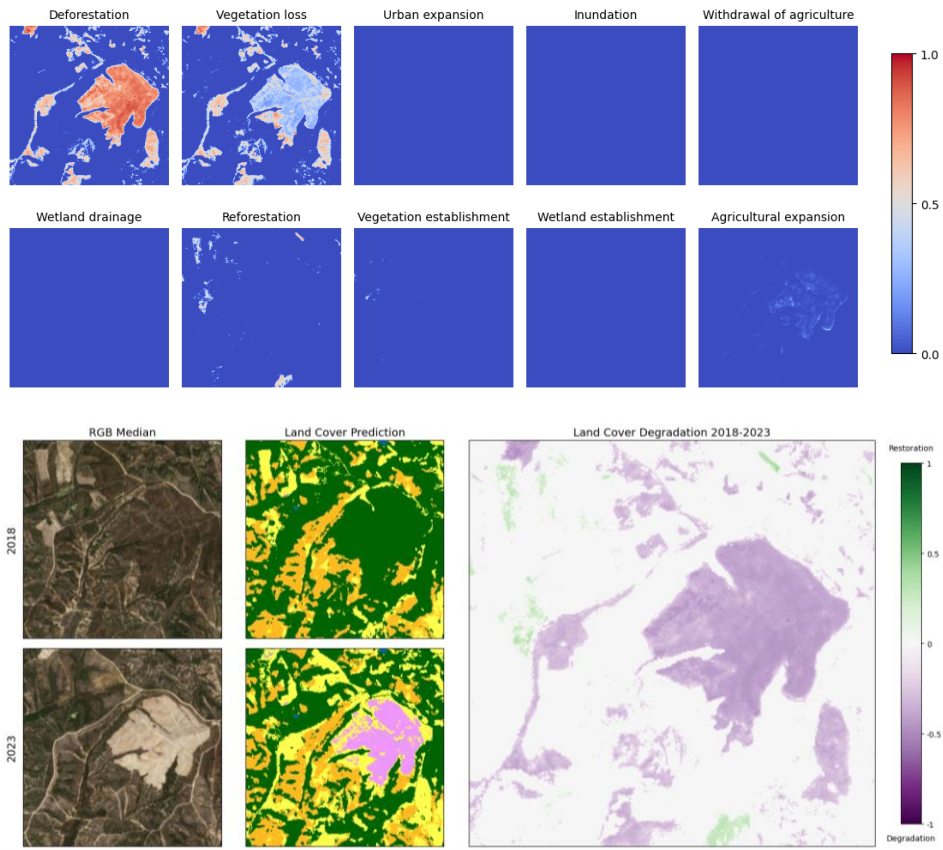 Deforestation
Vegetation loss
Urban expansion
Inundation
Withdrawal of agriculture
1.0
0.5
0.0
Wetland drainage
Reforestation
Vegetation establishment
Wetland establishment
Agricultural expansion
RGB Median
Land Cover Prediction
Land Cover Degradation 2018-2023
2018
2023
Restoration
1
0.5
0
-0.5
-1
Degradation